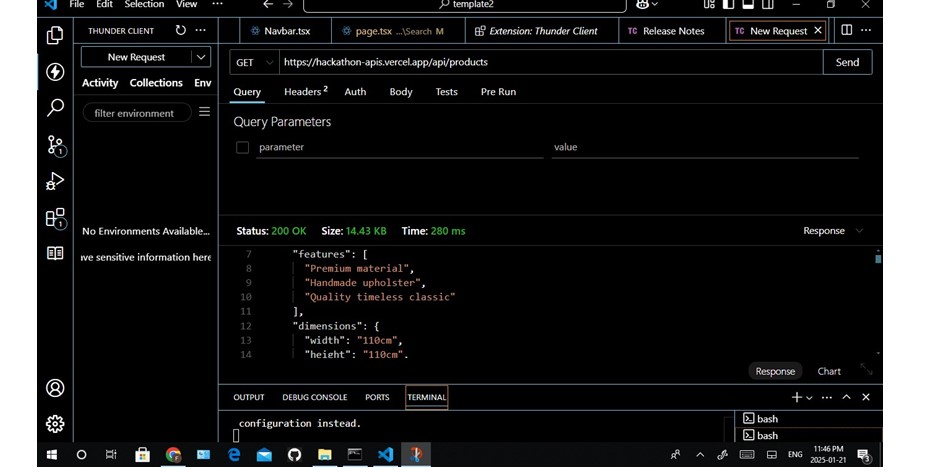 File Edit Selection View ··· template2
THUNDER CLIENT ···
Navbar.tsx page.tsx ...\Search M Extension: Thunder Client TC Release Notes TC New Request ···
New Request
GET https://hackathon-apis.vercel.app/api/products Send
Activity Collections Env
Query Headers 2 Auth Body Tests Pre Run
filter environment
Query Parameters
parameter value
No Environments Available...
ve sensitive information here
Status: 200 OK Size: 14.43 KB Time: 280 ms Response
7 "features": [
8 "Premium material",
9 "Handmade upholster",
10 "Quality timeless classic"
11 ],
12 "dimensions": {
13 "width": "110cm",
14 "height": "110cm",
Response Chart
OUTPUT DEBUG CONSOLE PORTS TERMINAL ···
configuration instead.
bash
bash
1
1
ENG 11:46 PM
2025-01-21 3